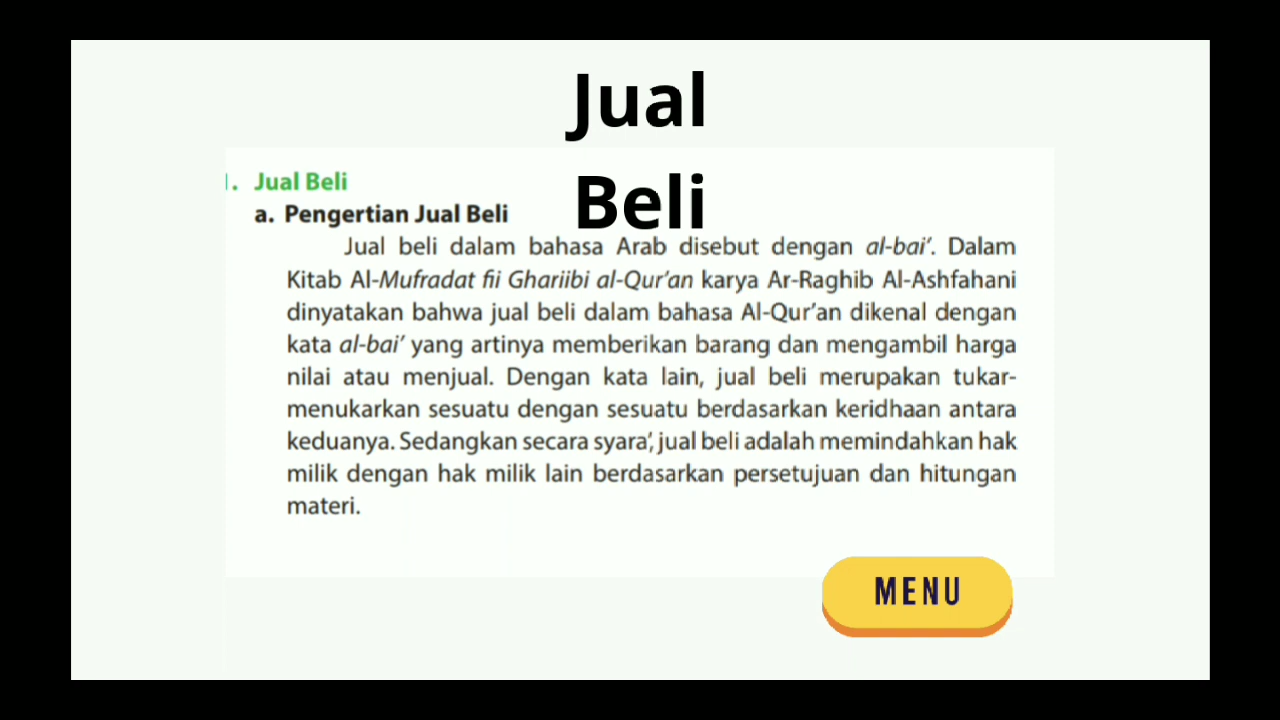 Jual
Beli
1. Jual Beli
a. Pengertian Jual Beli
Jual beli dalam bahasa Arab disebut dengan al-bai’. Dalam
Kitab Al-Mufradat fii Ghariibi al-Qur’an karya Ar-Raghib Al-Ashfahani
dinyatakan bahwa jual beli dalam bahasa Al-Qur’an dikenal dengan
kata al-bai’ yang artinya memberikan barang dan mengambil harga
nilai atau menjual. Dengan kata lain, jual beli merupakan tukar-
menukarkan sesuatu dengan sesuatu berdasarkan keridhaan antara
keduanya. Sedangkan secara syara’, jual beli adalah memindahkan hak
milik dengan hak milik lain berdasarkan persetujuan dan hitungan
materi.
MENU